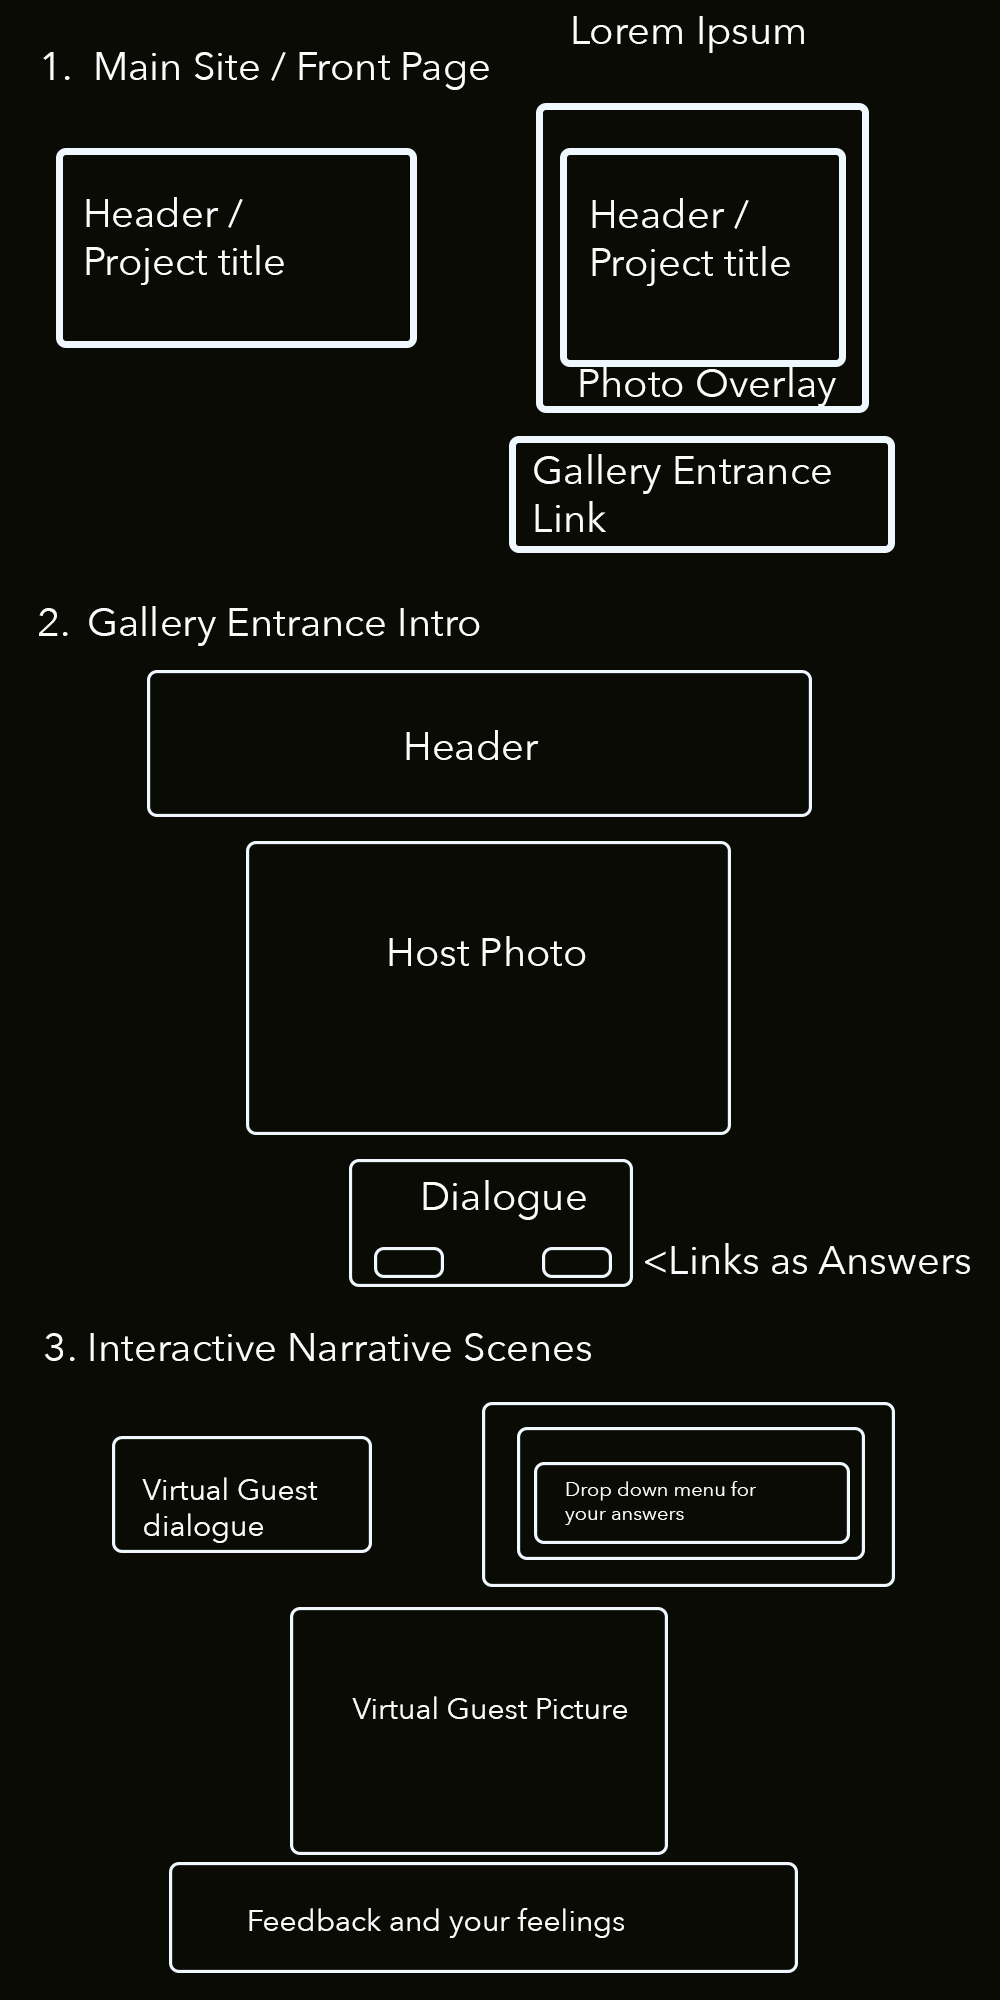 Lorem Ipsum
1. Main Site / Front Page
Header /
Project title
Header /
Project title
Photo Overlay
Gallery Entrance
Link
2. Gallery Entrance Intro
Header
Host Photo
Dialogue
<Links as Answers
3. Interactive Narrative Scenes
Virtual Guest
dialogue
Drop down menu for
your answers
Virtual Guest Picture
Feedback and your feelings